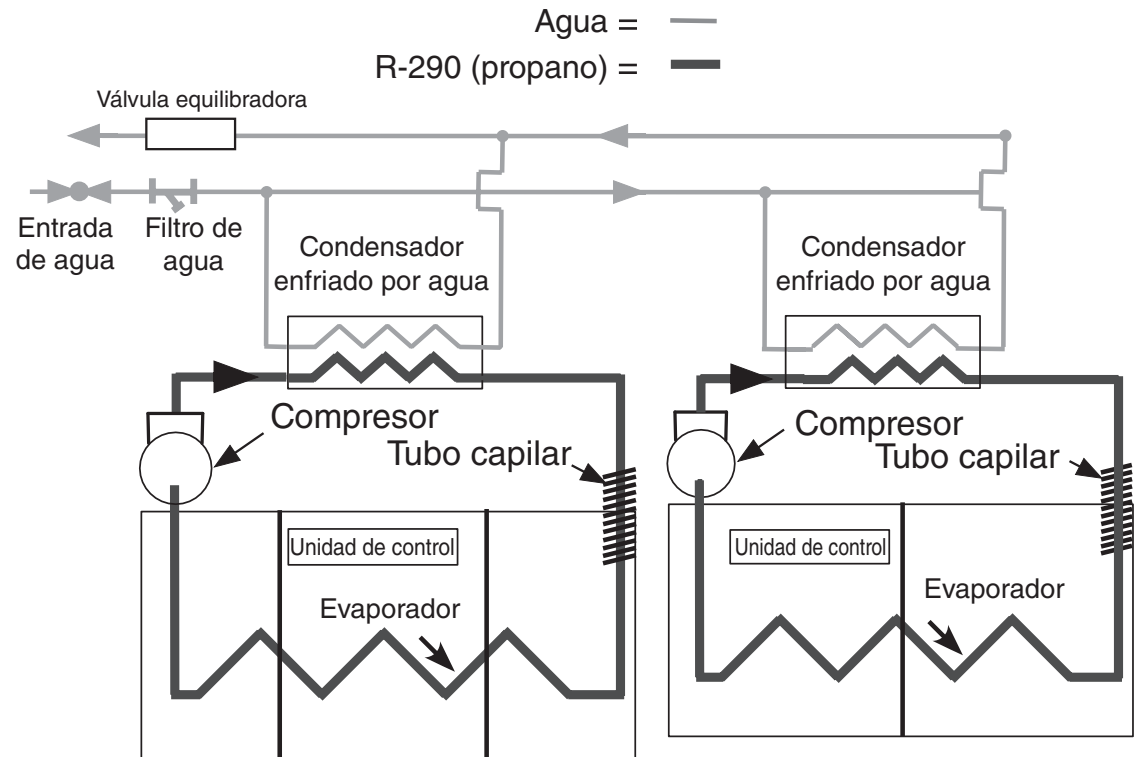 Agua =
R-290 (propano) =
Válvula equilibradora
Entrada
de agua
Filtro de
agua
Condensador
enfriado por agua
Condensador
enfriado por agua
Compresor
Tubo capilar
Compresor
Tubo capilar
Unidad de control
Evaporador
Unidad de control
Evaporador